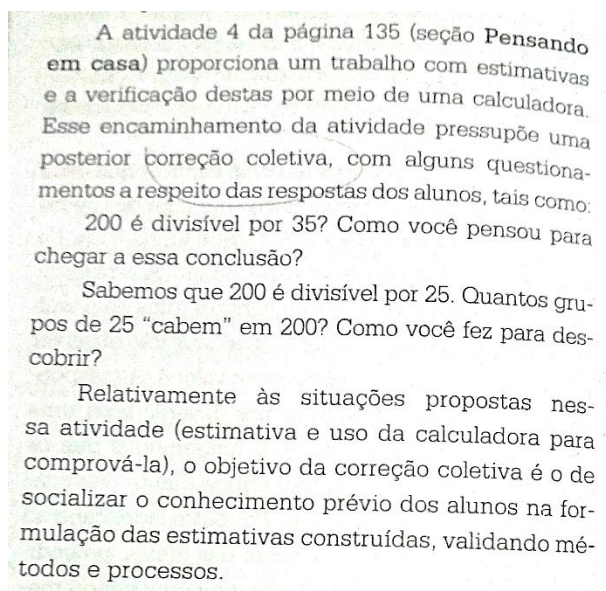 A atividade 4 da página 135 (seção Pensando
em casa) proporciona um trabalho com estimativas
e a verificação destas por meio de uma calculadora.
Esse encaminhamento da atividade pressupõe uma
posterior correção coletiva, com alguns questiona-
mentos a respeito das respostas dos alunos, tais como:
200 é divisível por 35? Como você pensou para
chegar a essa conclusão?
Sabemos que 200 é divisível por 25. Quantos gru-
pos de 25 “cabem” em 200? Como você fez para des-
cobrir?
Relativamente às situações propostas nes-
sa atividade (estimativa e uso da calculadora para
comprová-la), o objetivo da correção coletiva é o de
socializar o conhecimento prévio dos alunos na for-
mulação das estimativas construídas, validando mé-
todos e processos.